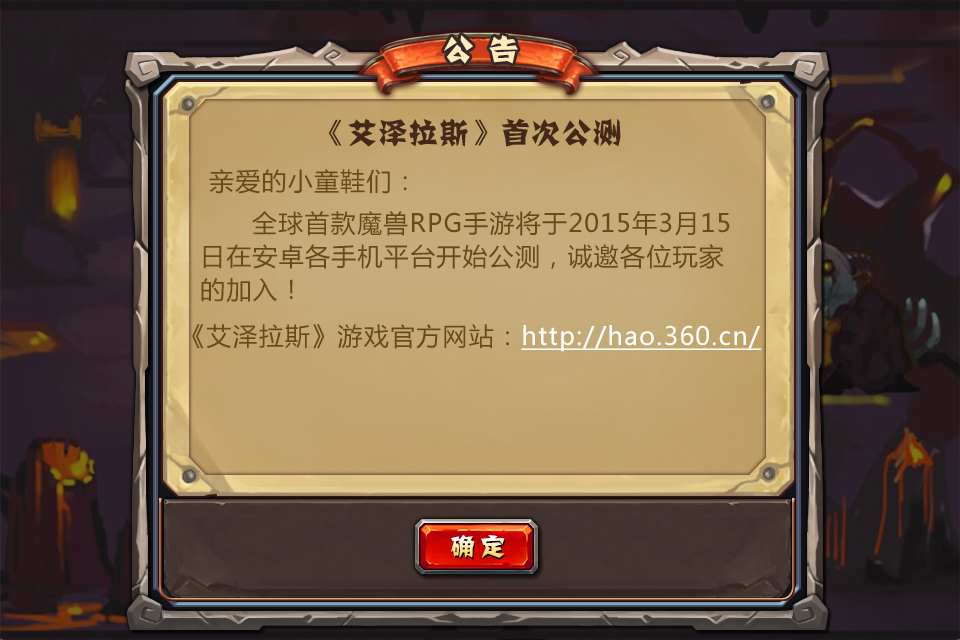 公告
《艾泽拉斯》首次公测
亲爱的小童鞋们：
全球首款魔兽RPG手游将于2015年3月15
日在安卓各手机平台开始公测，诚邀各位玩家
的加入！
《艾泽拉斯》游戏官方网站：http://hao.360.cn/
确定